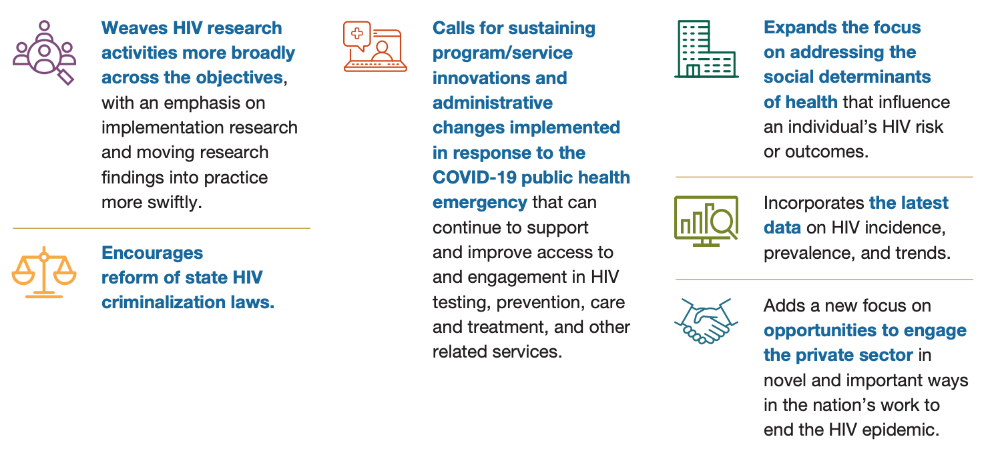 Weaves HIV research
activities more broadly
across the objectives,
with an emphasis on
implementation research
and moving research
findings into practice
more swiftly.
Encourages
reform of state HIV
criminalization laws.
Calls for sustaining
program/service
innovations and
administrative
changes implemented
in response to the
COVID-19 public health
emergency that can
continue to support
and improve access to
and engagement in HIV
testing, prevention, care
and treatment, and other
related services.
Expands the focus
on addressing the
social determinants
of health that influence
an individual’s HIV risk
or outcomes.
Incorporates the latest
data on HIV incidence,
prevalence, and trends.
Adds a new focus on
opportunities to engage
the private sector in
novel and important ways
in the nation’s work to
end the HIV epidemic.